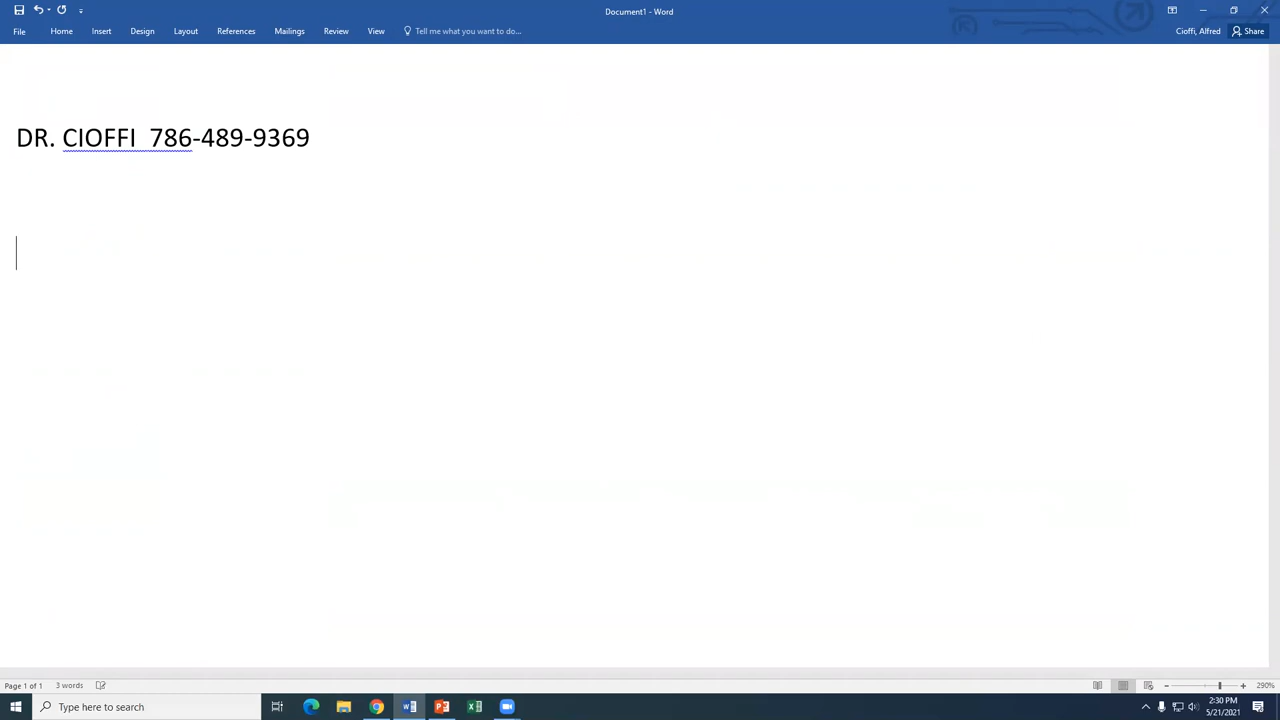 Document1 - Word
File Home Insert Design Layout References Mailings Review View Tell me what you want to do... Cioffi, Alfred Share
DR. CIOFFI  786-489-9369
Page 1 of 1 3 words 290%
Type here to search 2:30 PM
5/21/2021